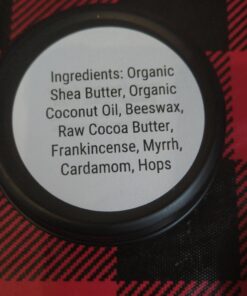 Ingredients: Organic
Shea Butter, Organic
Coconut Oil, Beeswax,
Raw Cocoa Butter,
Frankincense, Myrrh,
Cardamom, Hops